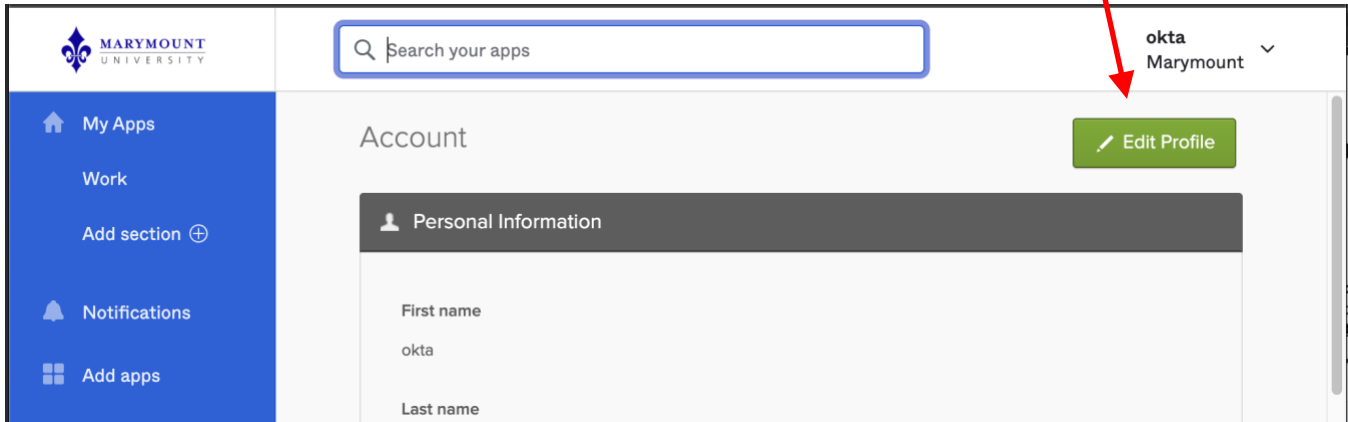 MARYMOUNT
UNIVERSITY
Search your apps
okta
Marymount
My Apps
Work
Add section
Notifications
Add apps
Account
Edit Profile
Personal Information
First name
okta
Last name